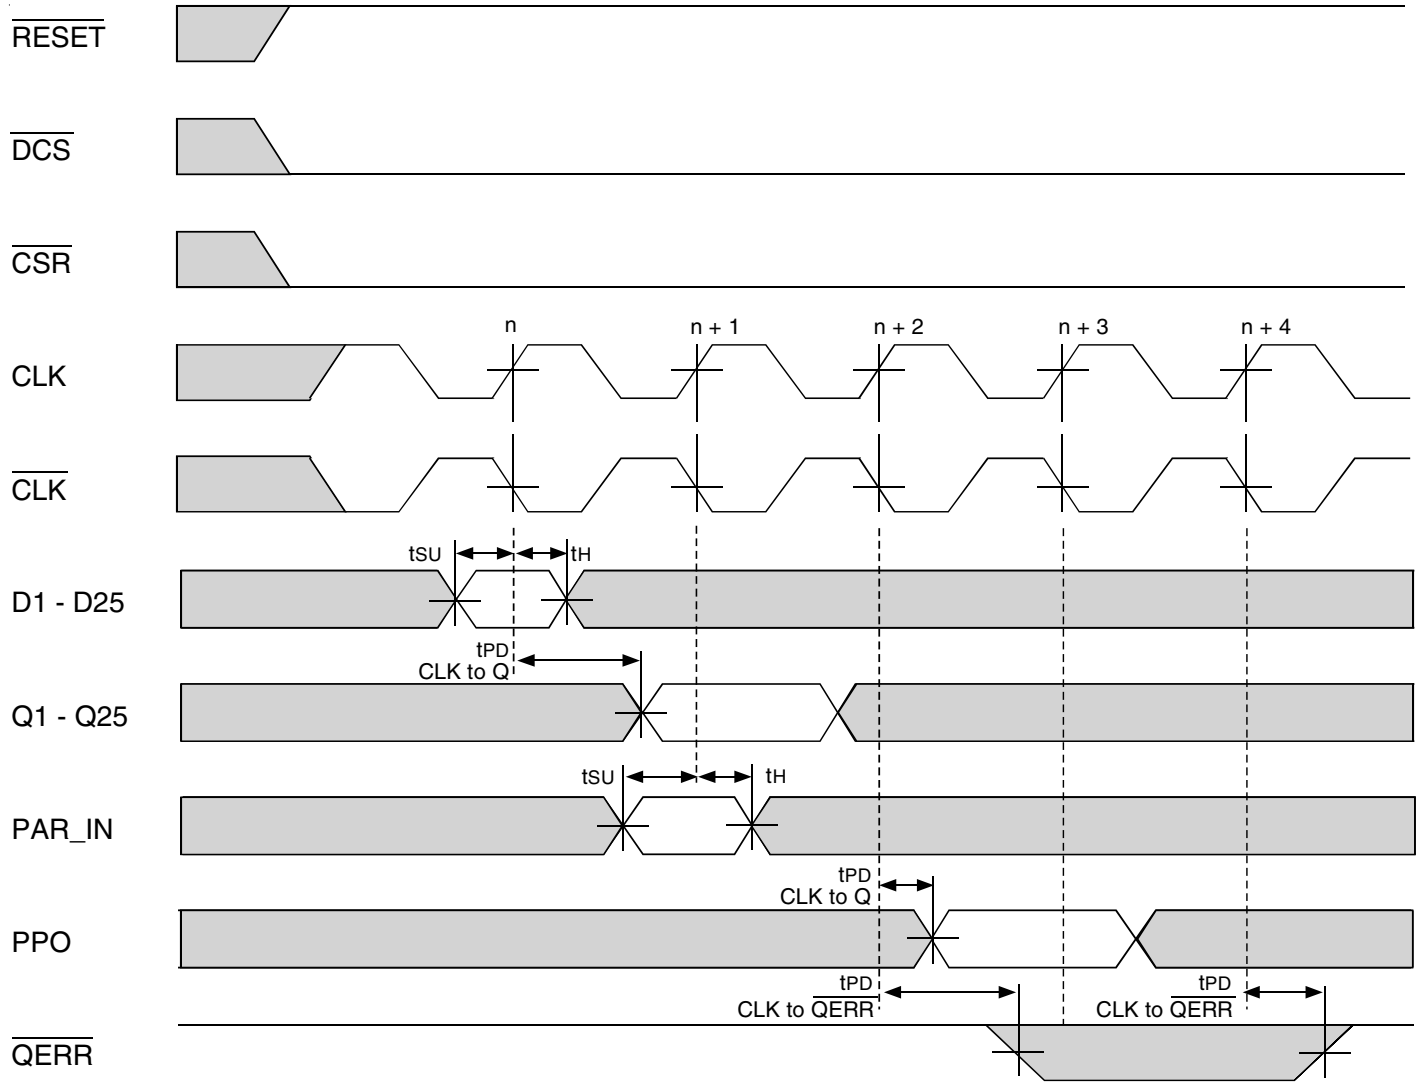 RESET
DCS
CSR
n n + 1 n + 2 n + 3 n + 4
CLK
CLK
tSU tH
D1 - D25
tPD
CLK to Q
Q1 - Q25
tSU tH
PAR_IN
tPD
CLK to Q
PPO
tPD tPD
CLK to QERR CLK to QERR
QERR